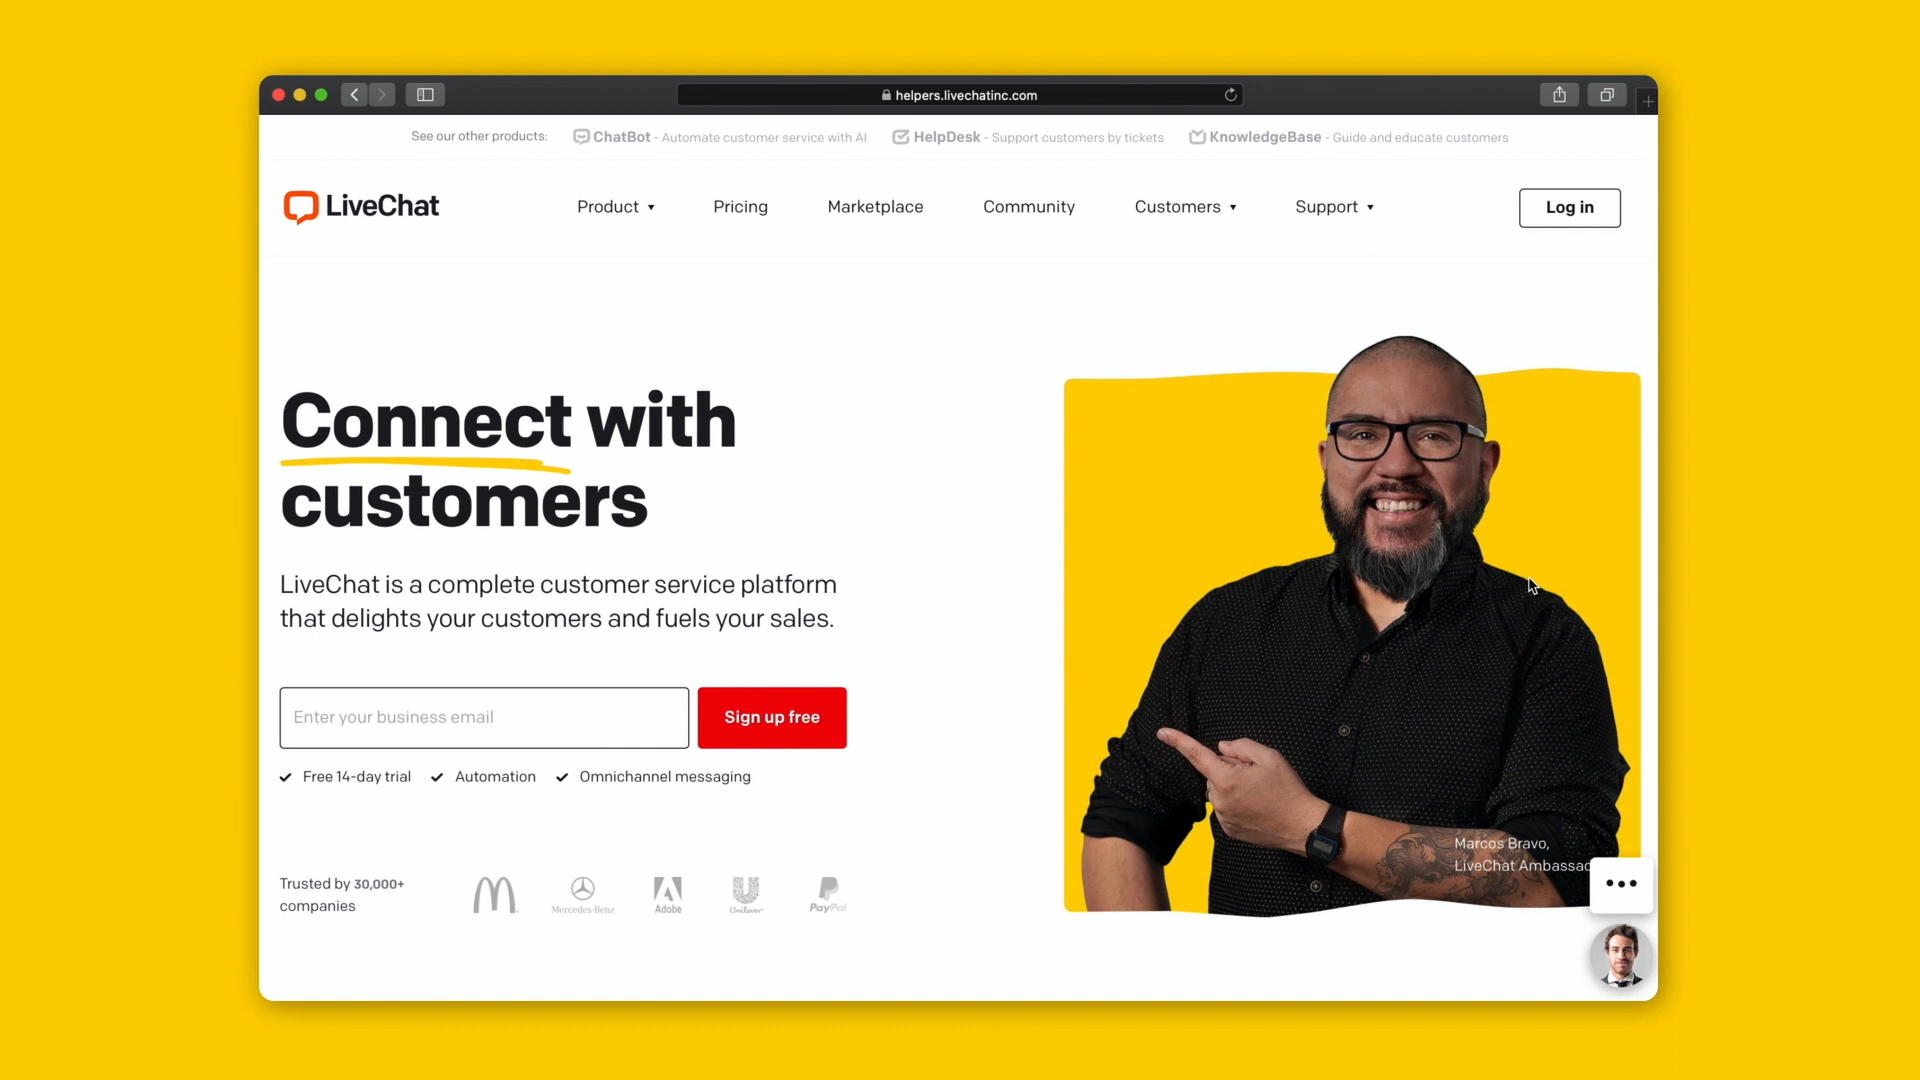 helpers.livechatinc.com
See our other products: ChatBot - Automate customer service with AI HelpDesk - Support customers by tickets KnowledgeBase - Guide and educate customers
LiveChat Product Pricing Marketplace Community Customers Support Log in
Connect with
customers
LiveChat is a complete customer service platform
that delights your customers and fuels your sales.
Enter your business email Sign up free
Free 14-day trial Automation Omnichannel messaging
Trusted by 30,000+
companies
Mercedes-Benz Adobe Unilever PayPal
Marcos Bravo,
LiveChat Ambassad